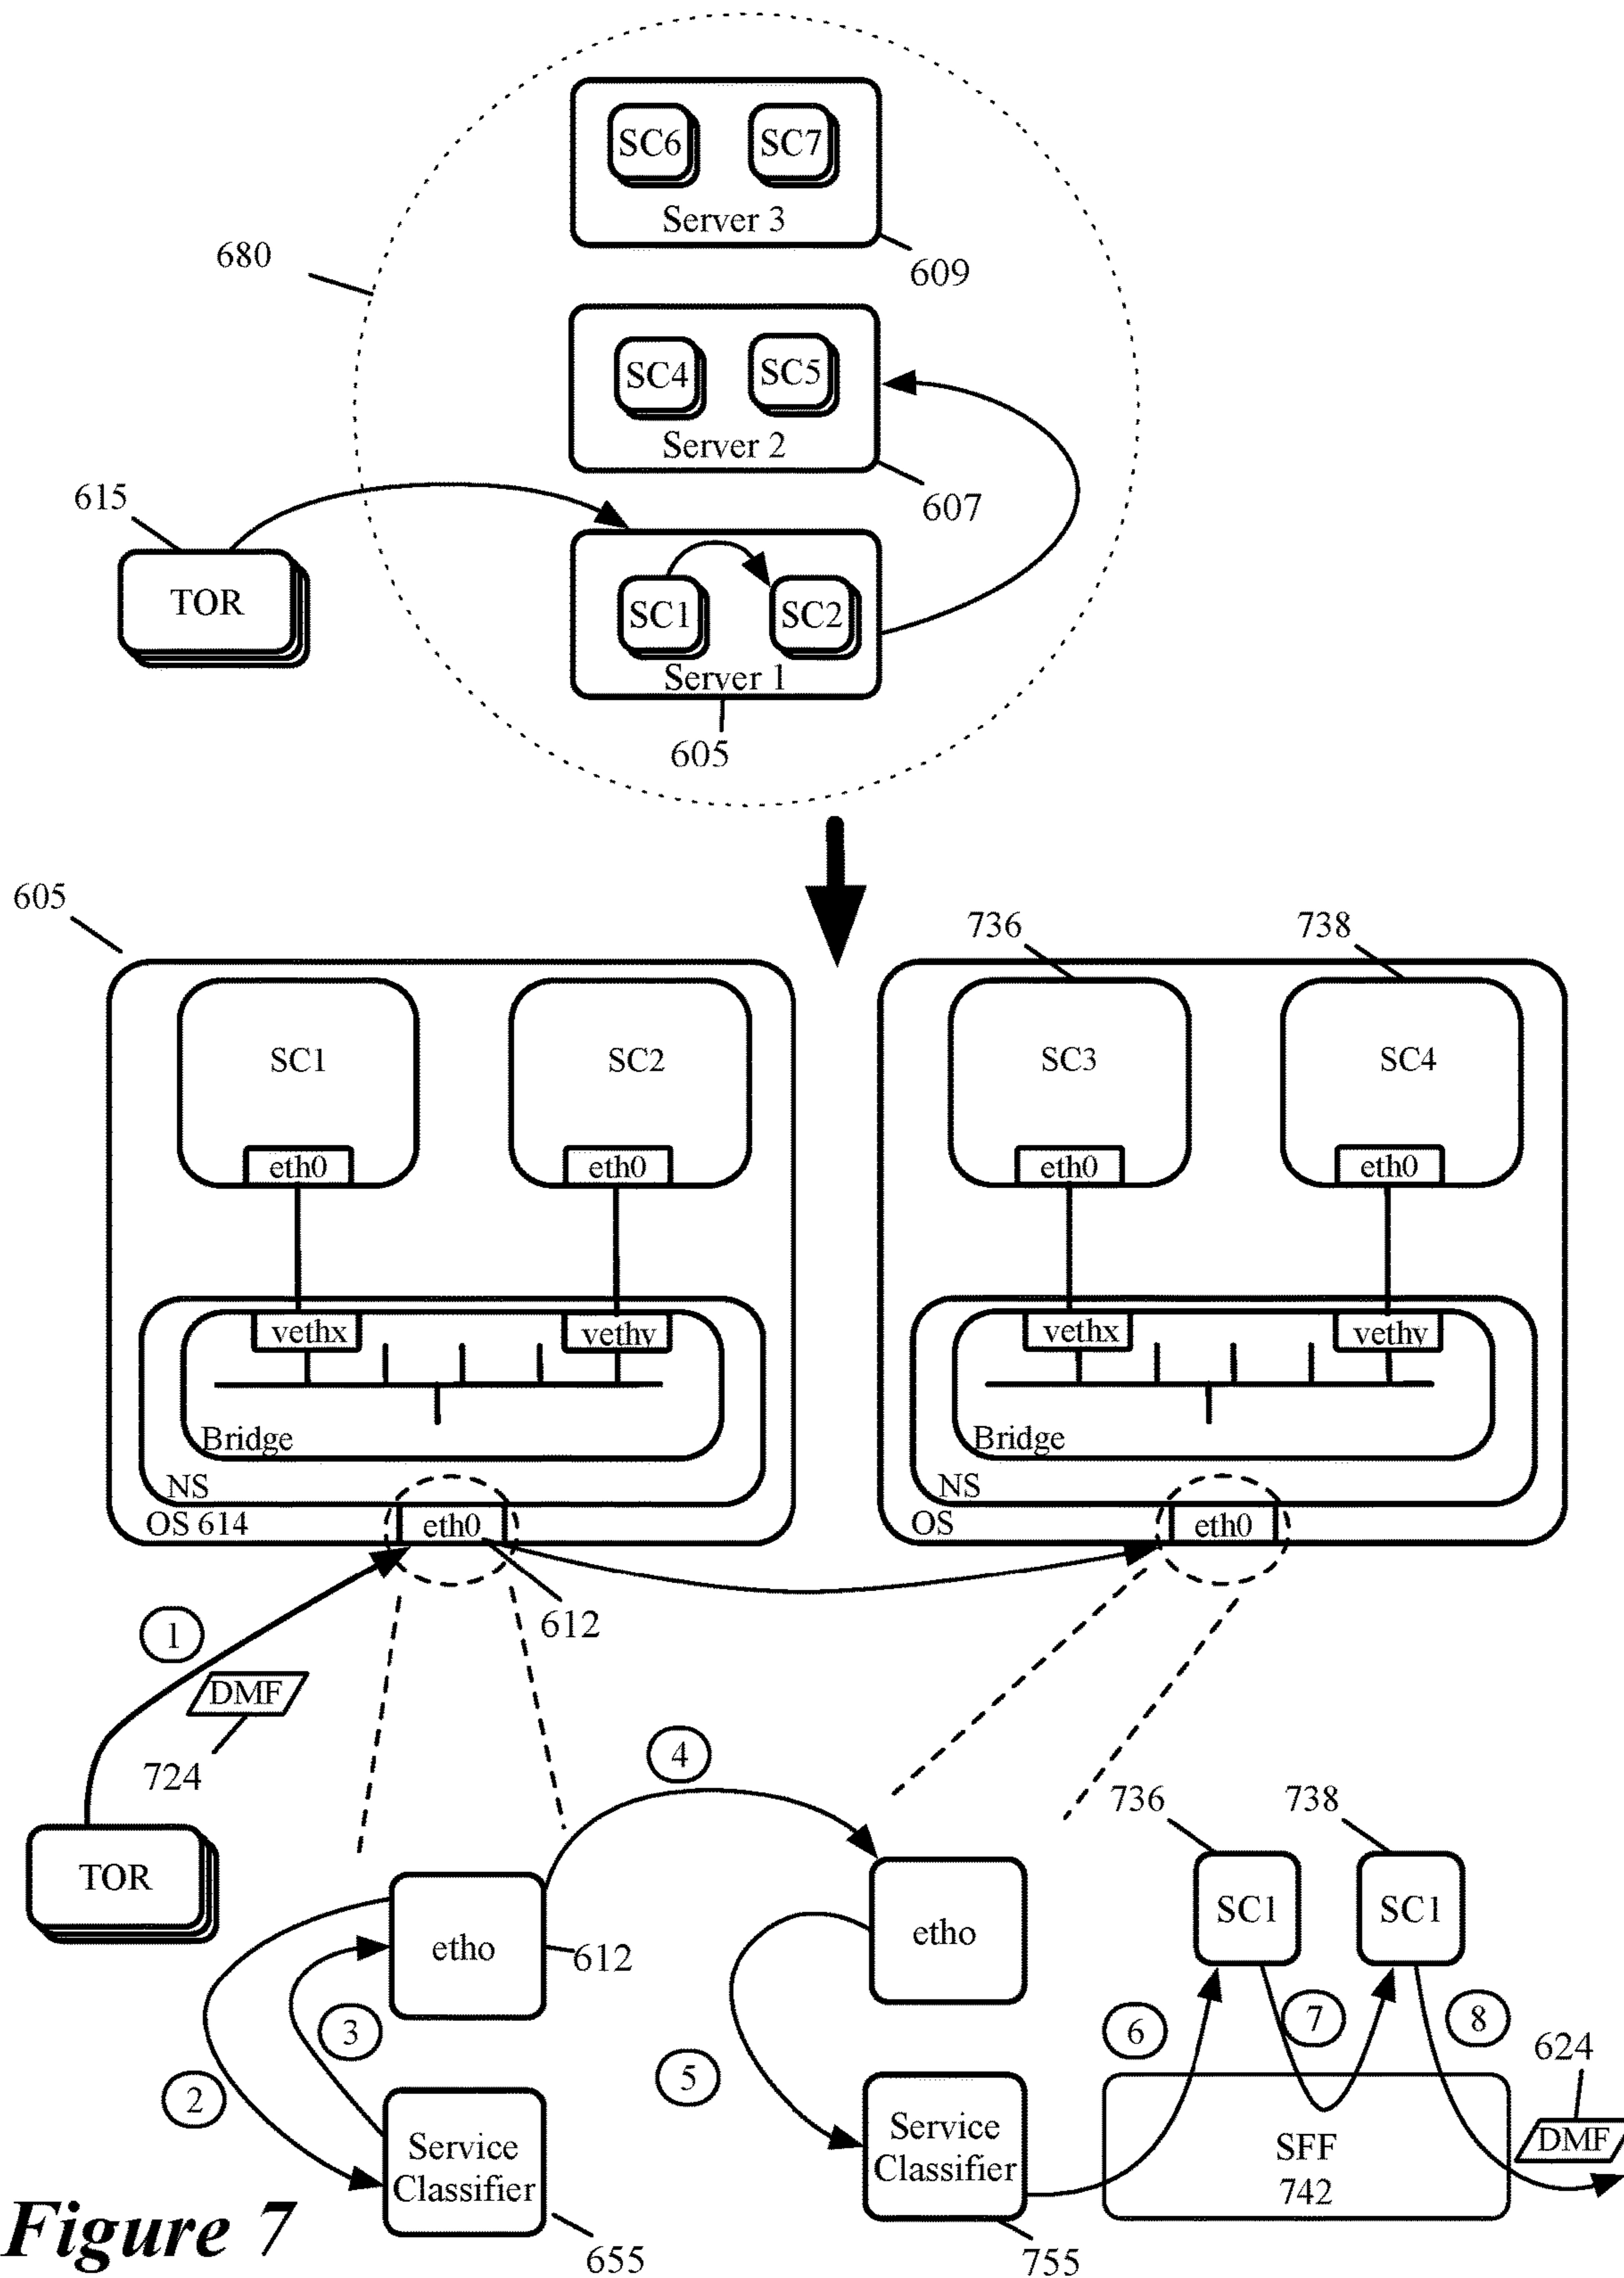 SC6
SC7
Server 3
680
609
SC4
SC5
Server 2
607
615
TOR
SC1
SC2
Server 1
605
605
736
738
SC1
SC2
SC3
SC4
eth0
eth0
eth0
eth0
vethx
vethy
vethx
vethy
Bridge
Bridge
NS
NS
OS 614
eth0
OS
eth0
612
1
DMF
724
4
736
738
TOR
etho
612
etho
SC1
SC1
3
6
7
8
624
2
5
Service
Classifier
Service
Classifier
SFF
742
DMF
655
755
Figure 7